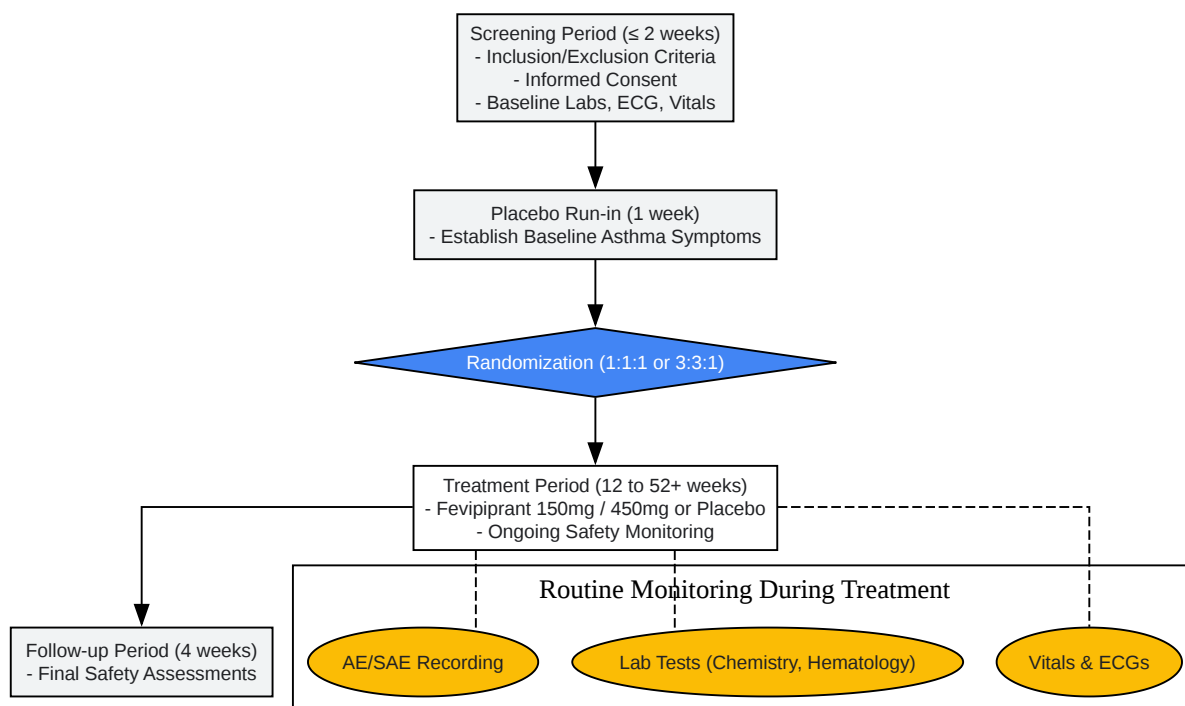 Screening Period (≤ 2 weeks)
- Inclusion/Exclusion Criteria
- Informed Consent
- Baseline Labs, ECG, Vitals
Placebo Run-in (1 week)
- Establish Baseline Asthma Symptoms
Randomization (1:1:1 or 3:3:1)
Treatment Period (12 to 52+ weeks)
- Fevipiprant 150mg / 450mg or Placebo
- Ongoing Safety Monitoring
Routine Monitoring During Treatment
Follow-up Period (4 weeks)
- Final Safety Assessments
AE/SAE Recording
Lab Tests (Chemistry, Hematology)
Vitals & ECGs